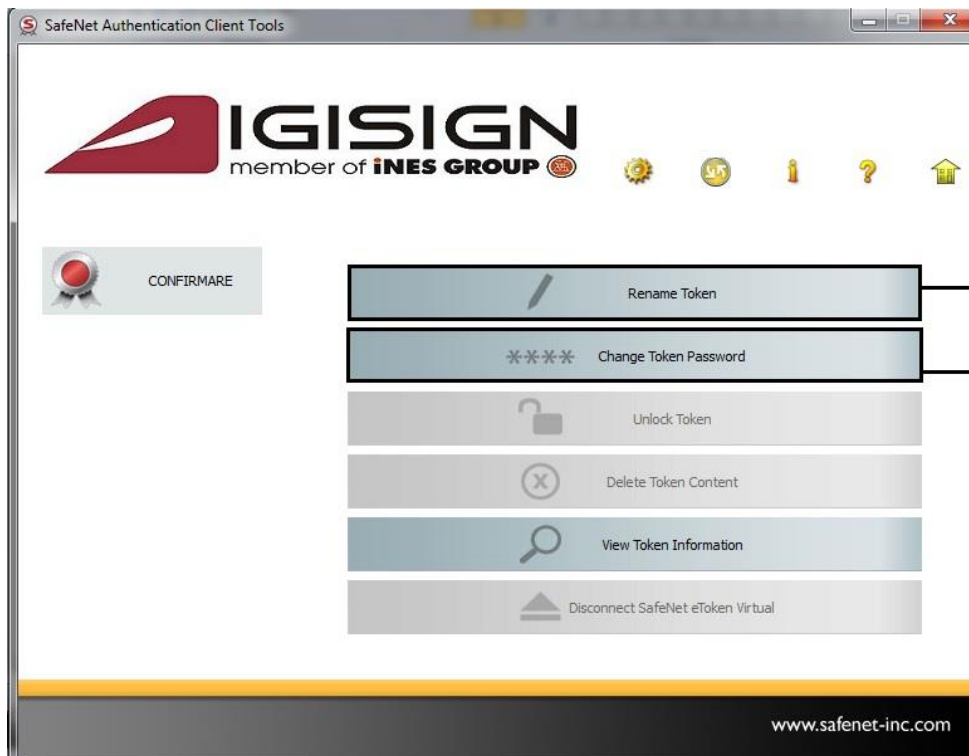 SafeNet Authentication Client Tools
IGISIGN
member of iNES GROUP
CONFIRMARE
Rename Token
**** Change Token Password
Unlock Token
Delete Token Content
View Token Information
Disconnect SafeNet eToken Virtual
www.safenet-inc.com